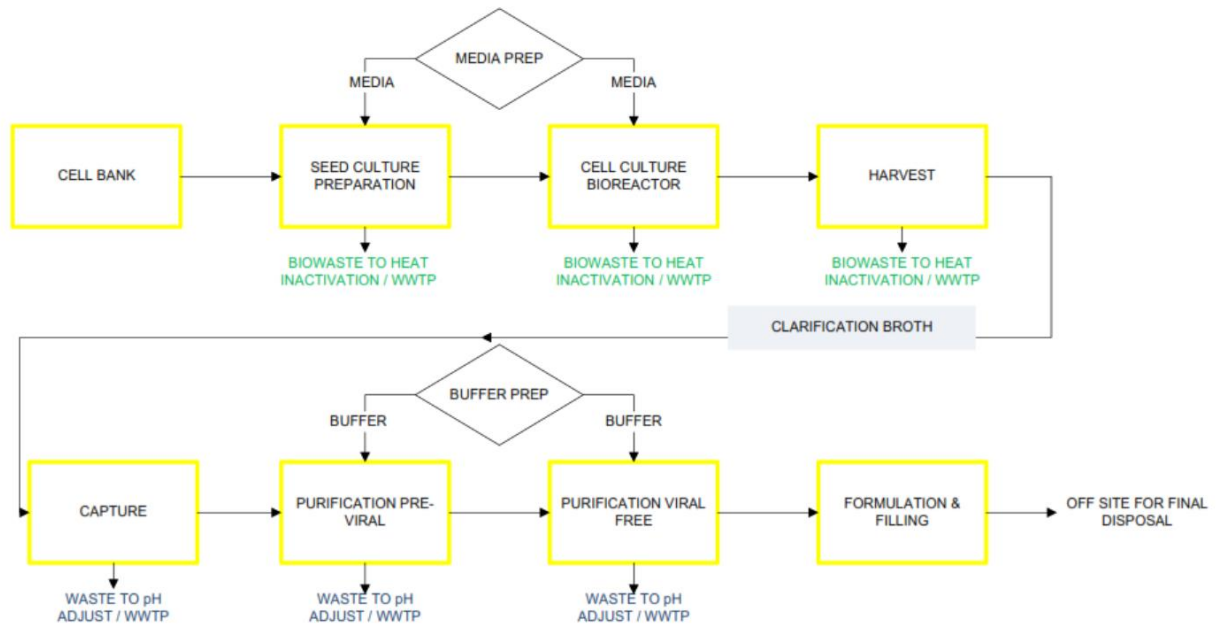 MEDIA PREP
MEDIA
MEDIA
CELL BANK
SEED CULTURE
PREPARATION
CELL CULTURE
BIOREACTOR
HARVEST
BIOWASTE TO HEAT
INACTIVATION / WWTP
BIOWASTE TO HEAT
INACTIVATION / WWTP
BIOWASTE TO HEAT
INACTIVATION / WWTP
CLARIFICATION BROTH
BUFFER PREP
BUFFER
BUFFER
CAPTURE
PURIFICATION PRE-
VIRAL
PURIFICATION VIRAL
FREE
FORMULATION &
FILLING
OFF SITE FOR FINAL
DISPOSAL
WASTE TO pH
ADJUST / WWTP
WASTE TO pH
ADJUST / WWTP
WASTE TO pH
ADJUST / WWTP